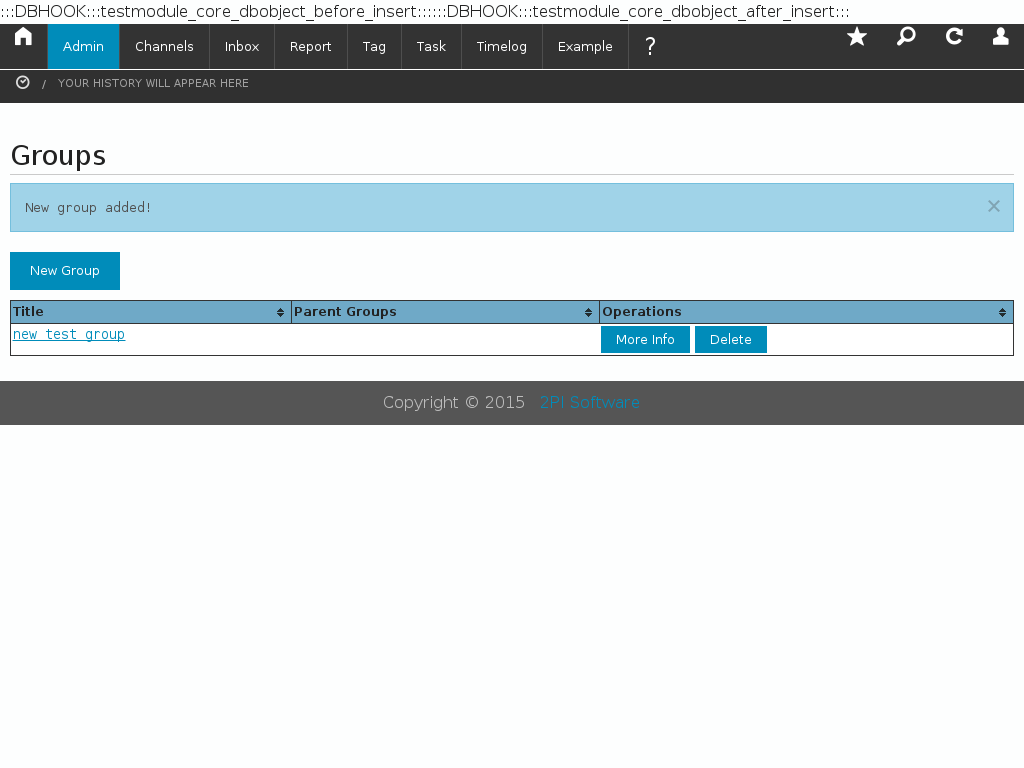 :::DBHOOK:::testmodule_core_dbobject_before_insert::::::DBHOOK:::testmodule_core_dbobject_after_insert:::
Admin Channels Inbox Report Tag Task Timelog Example ?
/ YOUR HISTORY WILL APPEAR HERE
Groups
New group added! ×
New Group
Title Parent Groups Operations
new test group More Info Delete
Copyright © 2015 2PI Software